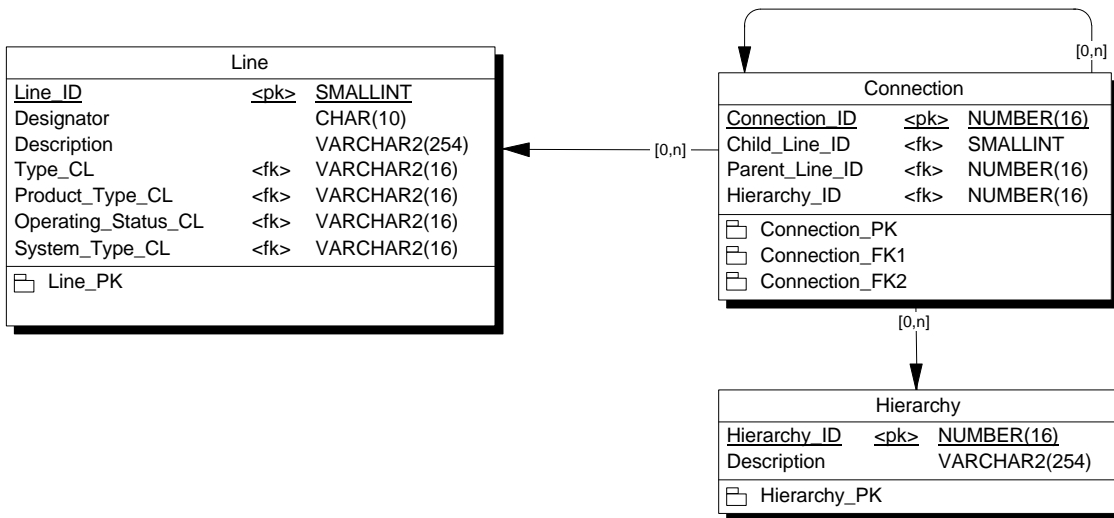 Line
Line_ID <pk> SMALLINT
Designator CHAR(10)
Description VARCHAR2(254)
Type_CL <fk> VARCHAR2(16)
Product_Type_CL <fk> VARCHAR2(16)
Operating_Status_CL <fk> VARCHAR2(16)
System_Type_CL <fk> VARCHAR2(16)
Line_PK
[0,n]
[0,n]
Connection
Connection_ID <pk> NUMBER(16)
Child_Line_ID <fk> SMALLINT
Parent_Line_ID <fk> NUMBER(16)
Hierarchy_ID <fk> NUMBER(16)
Connection_PK
Connection_FK1
Connection_FK2
[0,n]
Hierarchy
Hierarchy_ID <pk> NUMBER(16)
Description VARCHAR2(254)
Hierarchy_PK